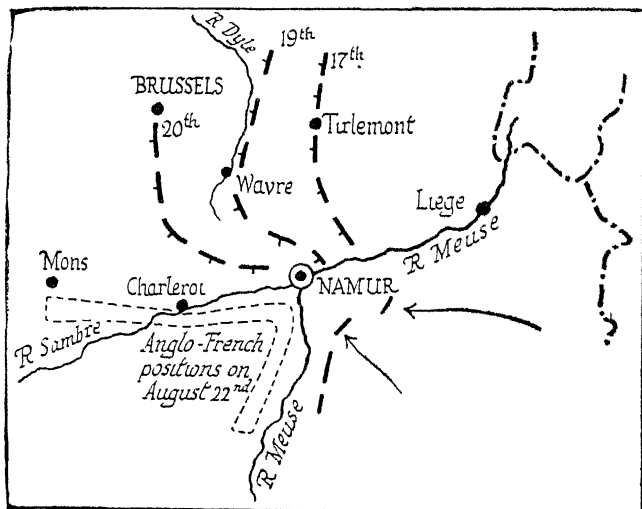 R Dyle
19th
17th
BRUSSELS
20th
Tirlemont
Wavre
Liege
R Meuse
Mons
Charleroi
NAMUR
R Sambre
Anglo-French
positions on
August 22nd
R Meuse